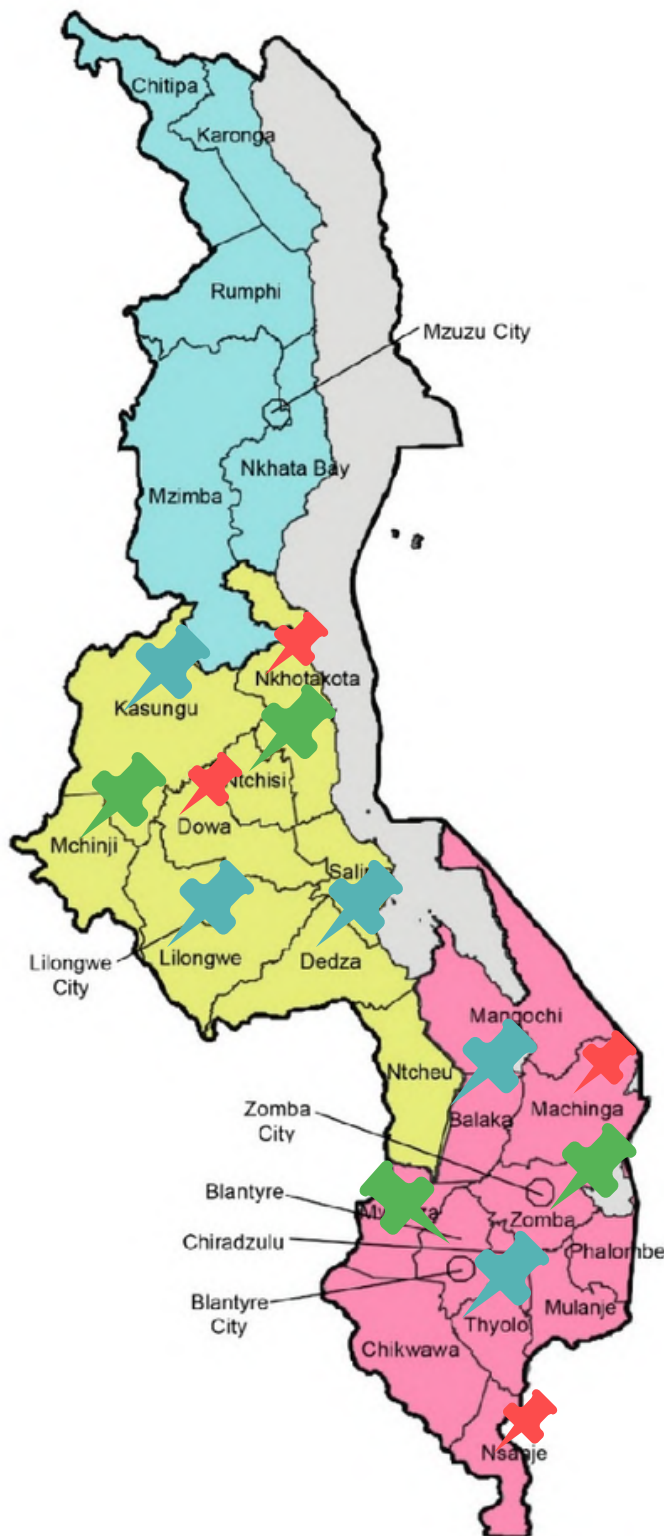 Chitipa
Karonga
Rumphi
Mzuzu City
Nkhata Bay
Mzimba
Nkhotakota
Kasungu
Ntchisi
Dowa
Mchinji
Lilongwe
City
Lilongwe
Dedza
Mangochi
Ntcheu
Zomba
City
Balaka
Machinga
Blantyre
Zomba
Chiradzulu
Phalombe
Blantyre
City
Mulanje
Thyolo
Chikwawa
Nsanje